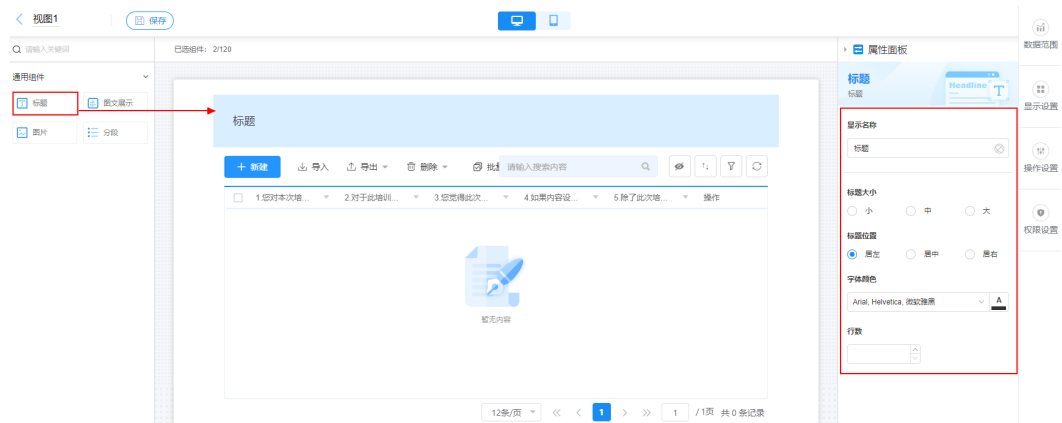 视图1
保存
请输入关键词
已选组件： 2/120
属性面板
数据范围
通用组件
标题
标题
Headline
T
标题
图文展示
图片
分段
标题
显示设置
显示名称
标题
新建
导入
导出
删除
批量
请输入搜索内容
操作设置
1.您对本次培...
2.对于此培训...
3.您觉得此次...
4.如果内容设...
5.除了此次培...
操作
标题大小
小
中
大
权限设置
标题位置
居左
居中
居右
字体颜色
Arial, Helvetica, 微软雅黑
A
暂无内容
行数
12条/页
1
1
/1页
共 0 条记录